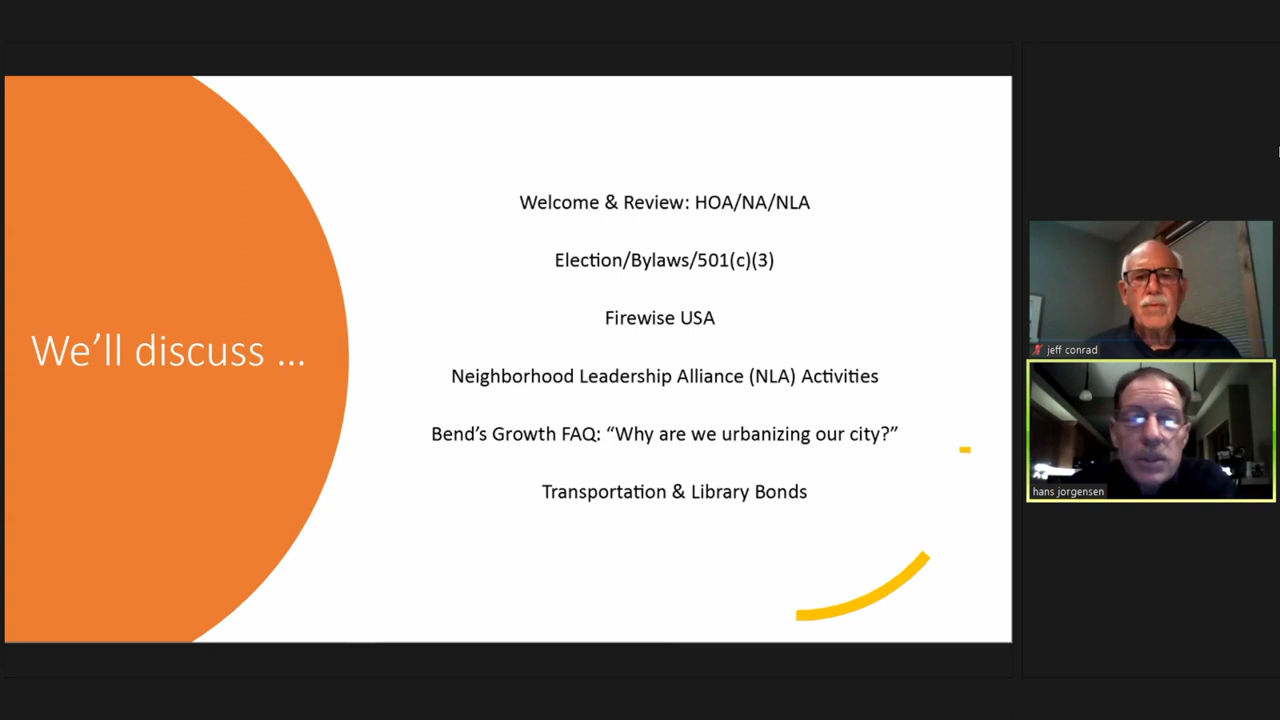 We’ll discuss ...
Welcome & Review: HOA/NA/NLA
Election/Bylaws/501(c)(3)
Firewise USA
Neighborhood Leadership Alliance (NLA) Activities
Bend’s Growth FAQ: “Why are we urbanizing our city?”
Transportation & Library Bonds
jeff conrad
hans jorgensen